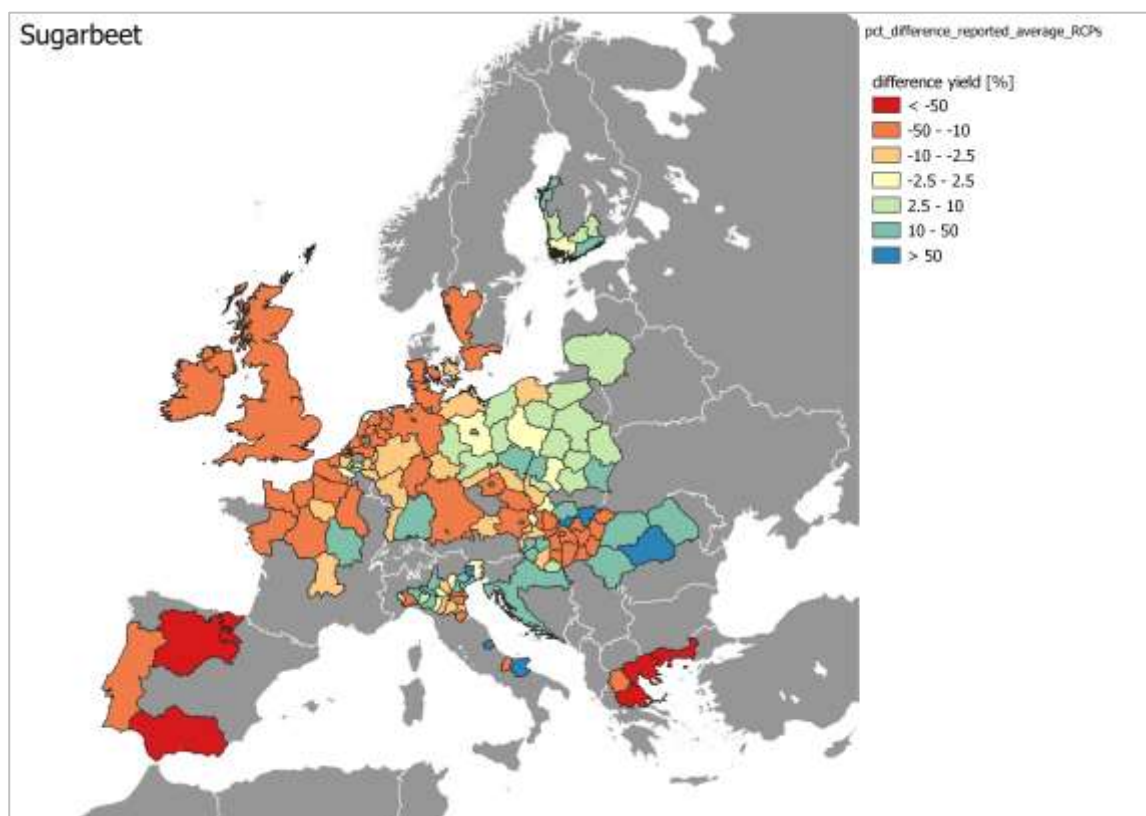 Sugarbeet
pct_difference_reported_average_RCPs
difference yield [%]
< -50
-50 - -10
-10 - -2.5
-2.5 - 2.5
2.5 - 10
10 - 50
> 50